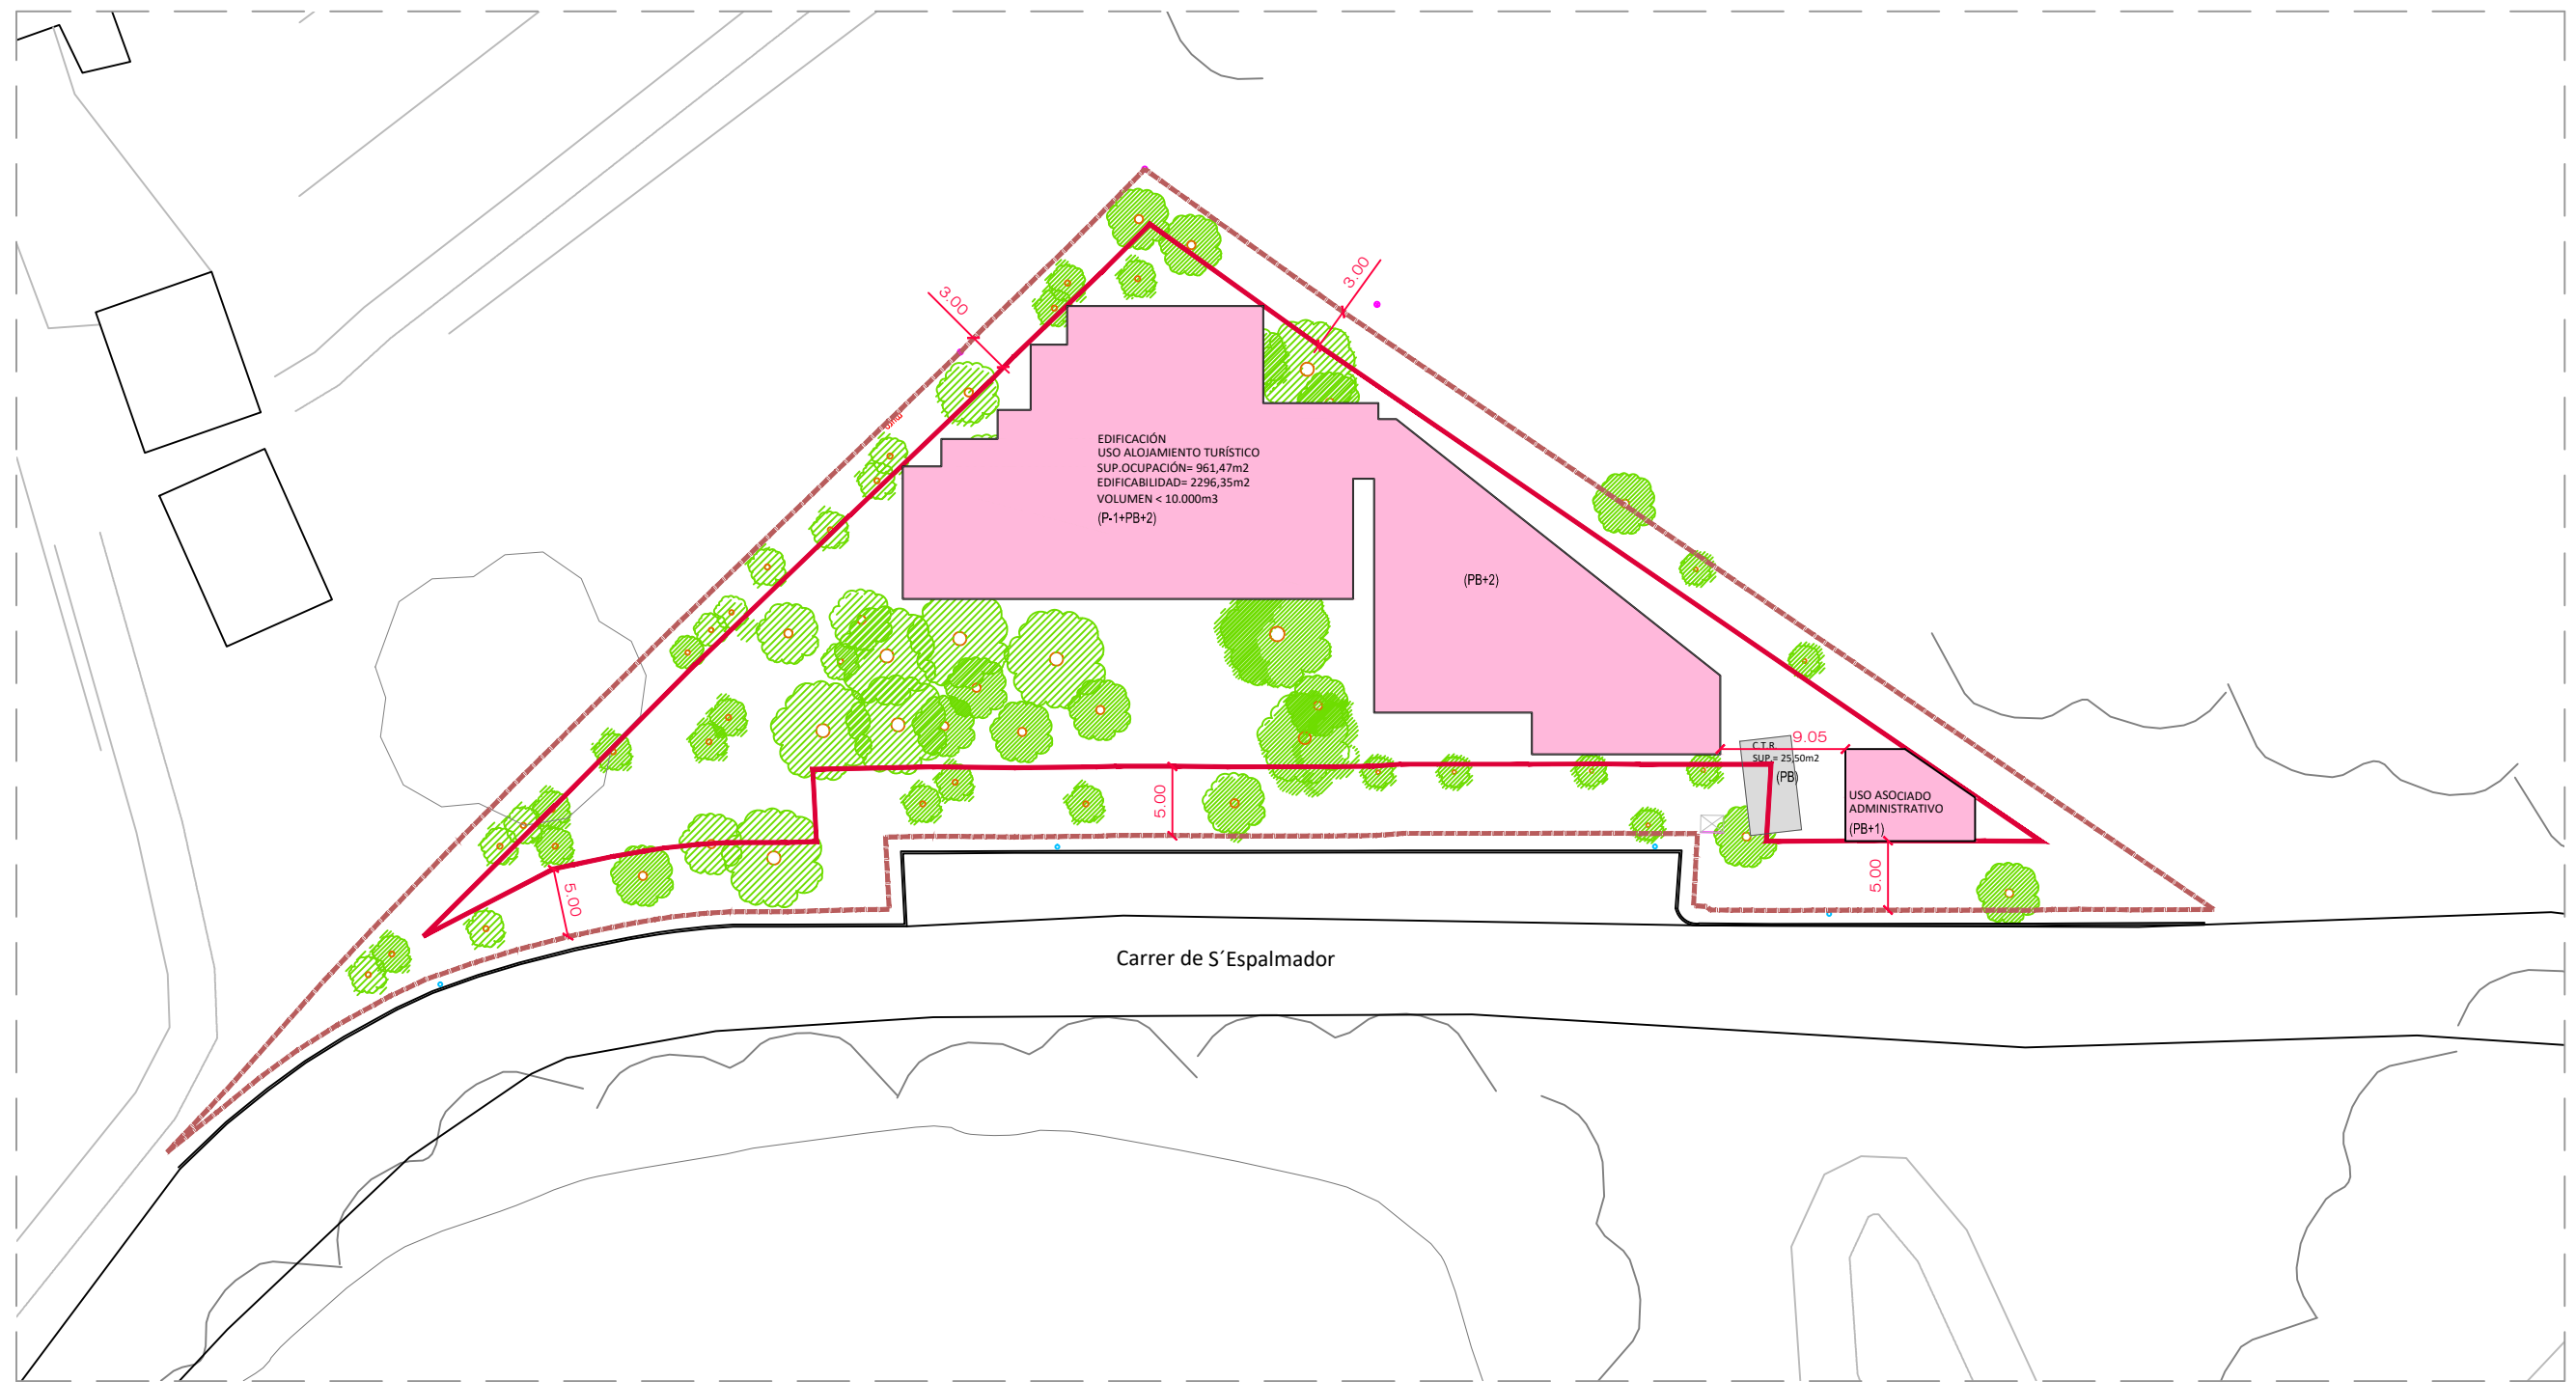 3.00
3.00
EDIFICACIÓN
USO ALOJAMIENTO TURÍSTICO
SUP.OCUPACIÓN= 961,47m2
EDIFICABILIDAD= 2296,35m2
VOLUMEN < 10.000m3
(P-1+PB+2)
(PB+2)
9.05
C.T.R.
SUP.= 25,50m2
(PB)
USO ASOCIADO
ADMINISTRATIVO
(PB+1)
5.00
5.00
5.00
Carrer de S´Espalmador